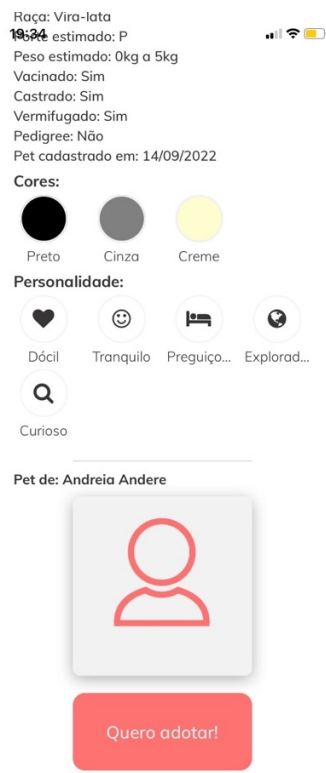 Raça: Vira-lata
19:34
Porte estimado: P
Peso estimado: 0kg a 5kg
Vacinado: Sim
Castrado: Sim
Vermifugado: Sim
Pedigree: Não
Pet cadastrado em: 14/09/2022
Cores:
Preto Cinza Creme
Personalidade:
Dócil Tranquilo Preguiço... Explorad...
Curioso
Pet de: Andreia Andere
Quero adotar!